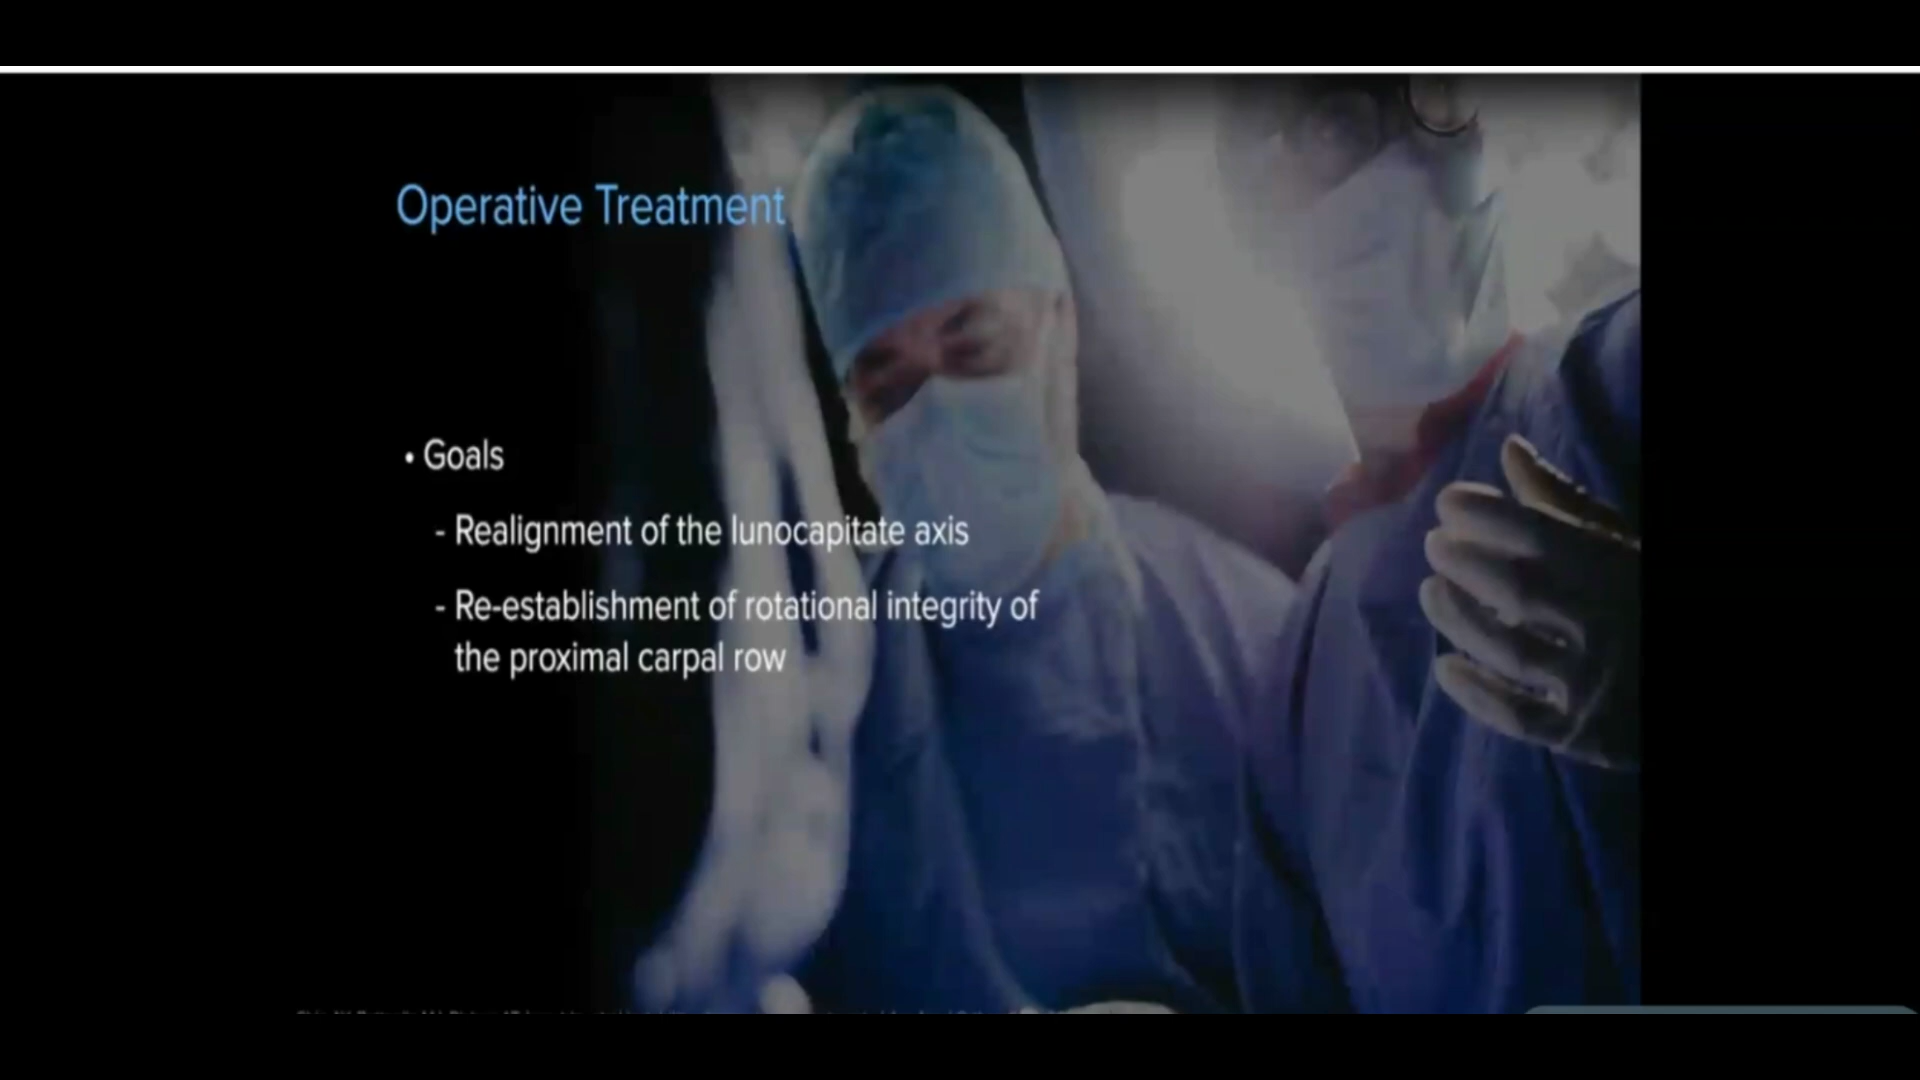 Operative Treatment
• Goals
- Realignment of the lunocapitate axis
- Re-establishment of rotational integrity of
the proximal carpal row